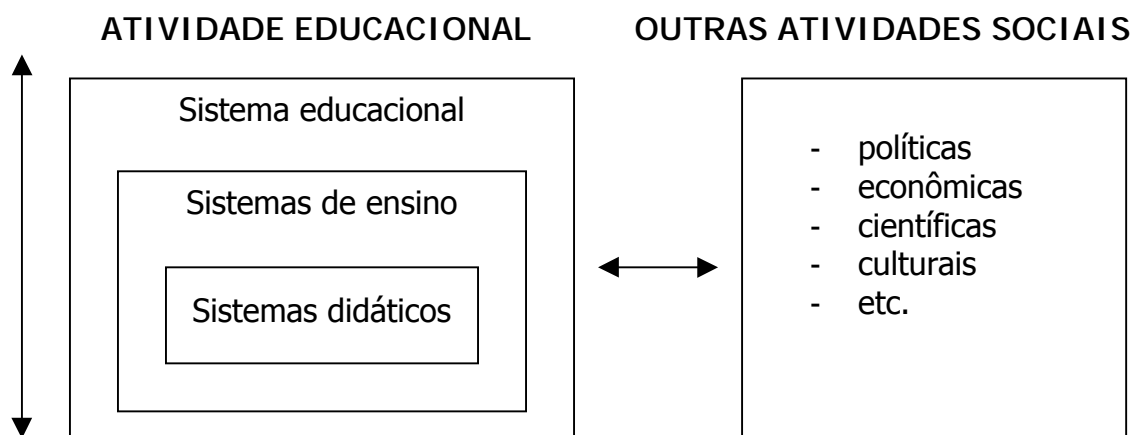 ATIVIDADE EDUCACIONAL
OUTRAS ATIVIDADES SOCIAIS
Sistema educacional
Sistemas de ensino
Sistemas didáticos
- políticas
- econômicas
- científicas
- culturais
- etc.